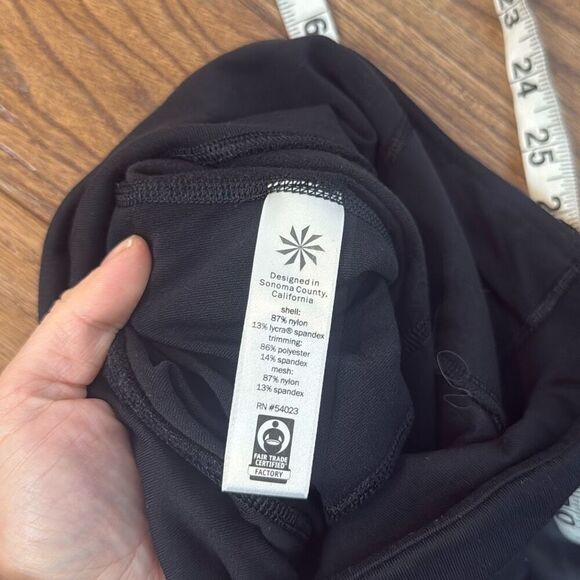 Designed in
Sonoma County,
California
shell:
87% nylon
13% lycra® spandex
trimming:
86% polyester
14% spandex
mesh:
87% nylon
13% spandex
RN #54023
FAIR TRADE
CERTIFIED
FACTORY
6
23
24
25